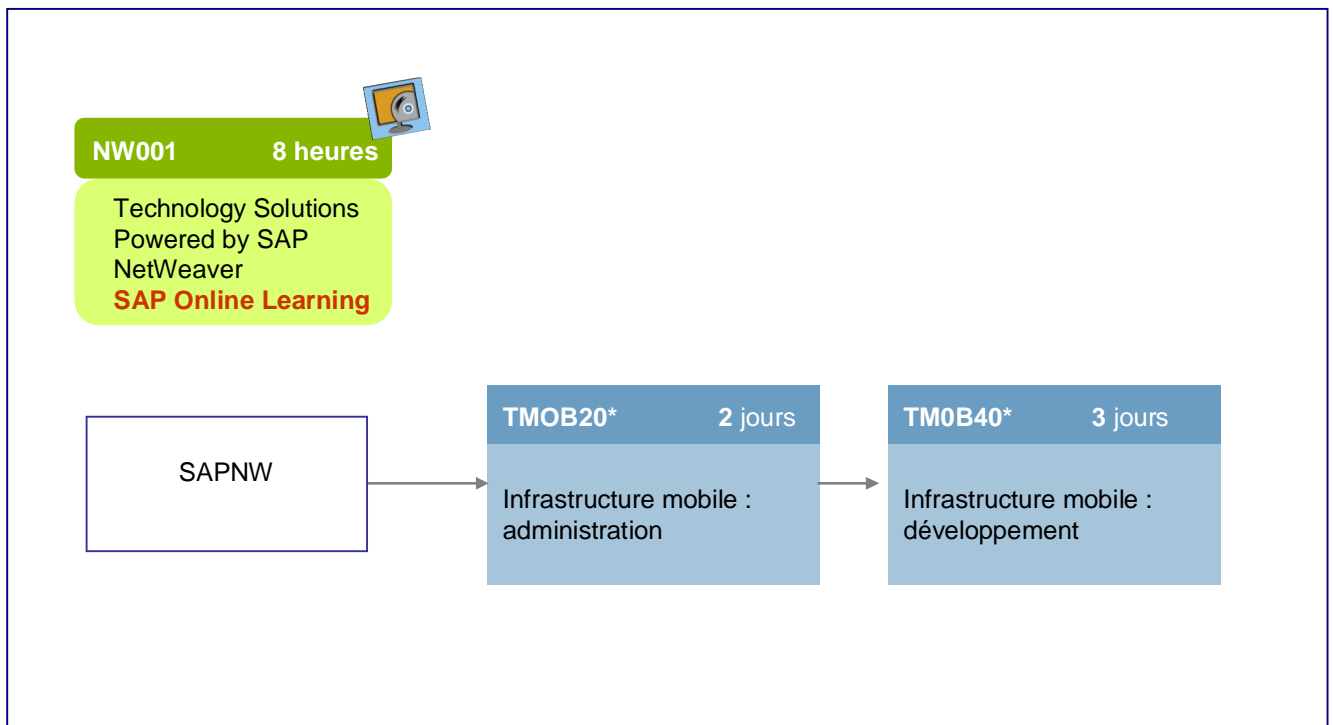 NW001 8 heures
Technology Solutions
Powered by SAP
NetWeaver
SAP Online Learning
SAPNW
TMOB20* 2 jours
Infrastructure mobile :
administration
TM0B40* 3 jours
Infrastructure mobile :
développement